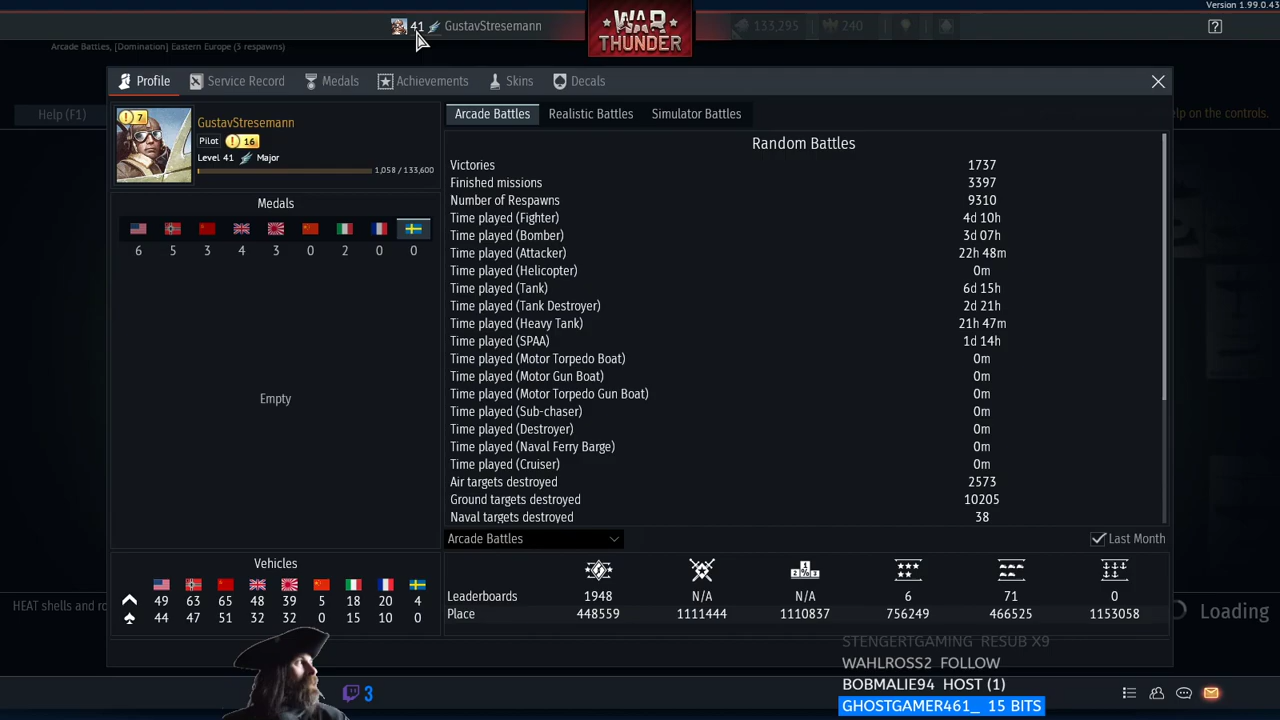 Version 1.99.0.43
41 GustavStresemann
WAR THUNDER
133,295 240
?
Arcade Battles, [Domination] Eastern Europe (3 respawns)
Profile Service Record Medals Achievements Skins Decals
Help (F1)
elp on the controls.
7
GustavStresemann
Pilot 16
Level 41 Major
1,058 / 133,600
Arcade Battles Realistic Battles Simulator Battles
Random Battles
Victories 1737
Finished missions 3397
Number of Respawns 9310
Time played (Fighter) 4d 10h
Time played (Bomber) 3d 07h
Time played (Attacker) 22h 48m
Time played (Helicopter) 0m
Time played (Tank) 6d 15h
Time played (Tank Destroyer) 2d 21h
Time played (Heavy Tank) 21h 47m
Time played (SPAA) 1d 14h
Time played (Motor Torpedo Boat) 0m
Time played (Motor Gun Boat) 0m
Time played (Motor Torpedo Gun Boat) 0m
Time played (Sub-chaser) 0m
Time played (Destroyer) 0m
Time played (Naval Ferry Barge) 0m
Time played (Cruiser) 0m
Air targets destroyed 2573
Ground targets destroyed 10205
Naval targets destroyed 38
Medals
6 5 3 4 3 0 2 0 0
Empty
Vehicles
49 63 65 48 39 5 18 20 4
44 47 51 32 32 0 15 10 0
Arcade Battles Last Month
Leaderboards 1948 N/A N/A 6 71 0
Place 448559 1111444 1110837 756249 466525 1153058
HEAT shells and ro
Loading
STENGERTGAMING RESUB X9
WAHLROSS2 FOLLOW
BOBMALIE94 HOST (1)
GHOSTGAMER461_ 15 BITS
3